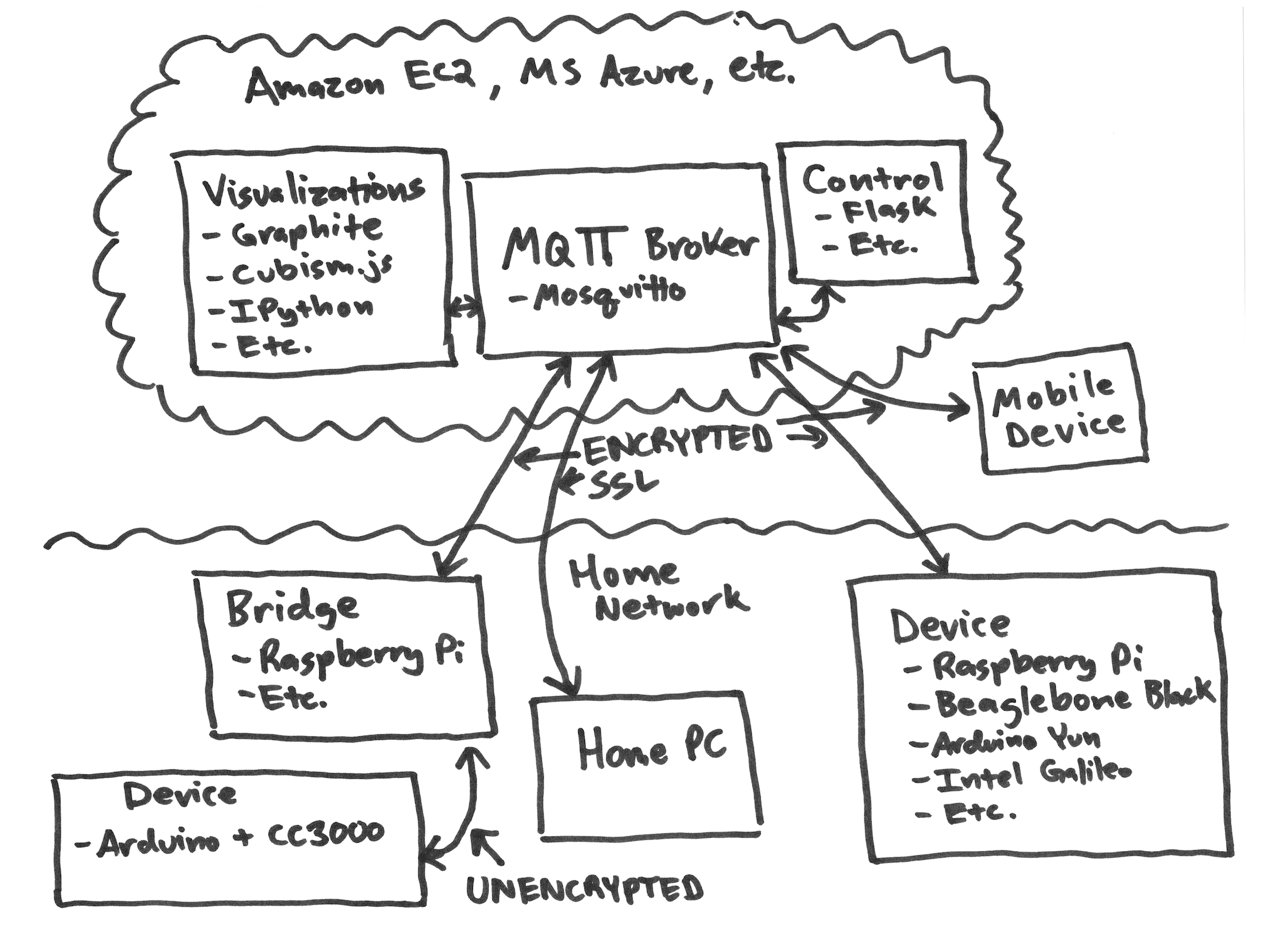 Amazon EC2, MS Azure, etc.
Visualizations
- Graphite
- Cubism.js
- IPython
- Etc.
MQTT Broker
- Mosquitto
Control
- Flask
- Etc.
Mobile
Device
ENCRYPTED
SSL
Home
Network
Bridge
- Raspberry Pi
- Etc.
Home PC
Device
- Raspberry Pi
- Beaglebone Black
- Arduino Yun
- Intel Galileo
- Etc.
Device
- Arduino + CC3000
UNENCRYPTED